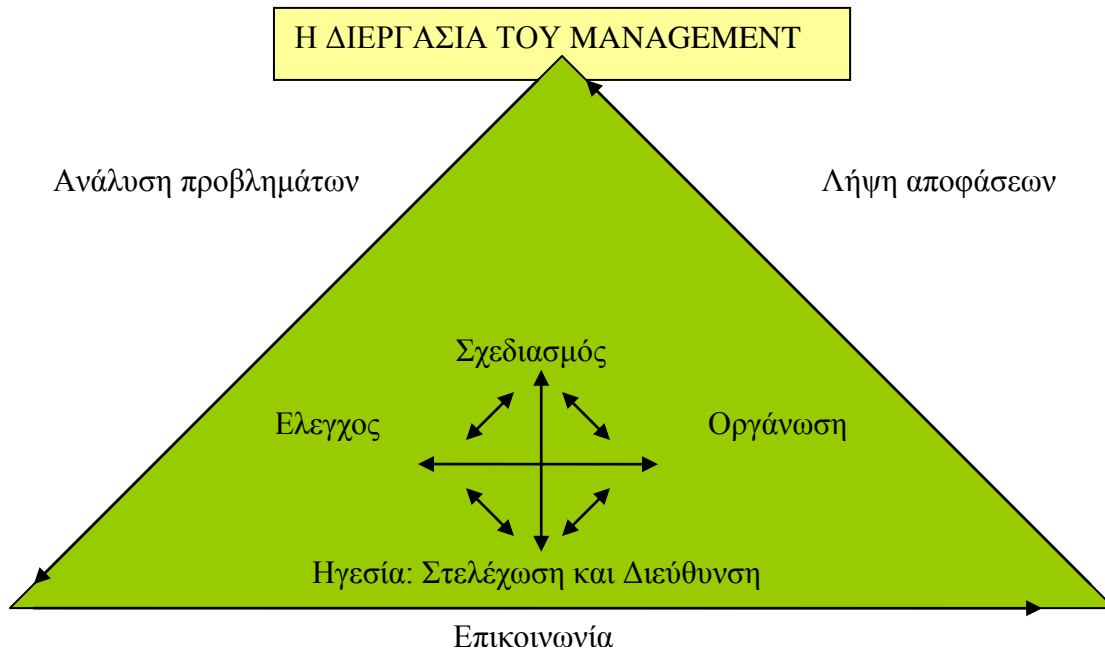 Η ΔΙΕΡΓΑΣΙΑ ΤΟΥ MANAGEMENT
Ανάλυση προβλημάτων
Λήψη αποφάσεων
Σχεδιασμός
Ελεγχος
Οργάνωση
Ηγεσία: Στελέχωση και Διεύθυνση
Επικοινωνία